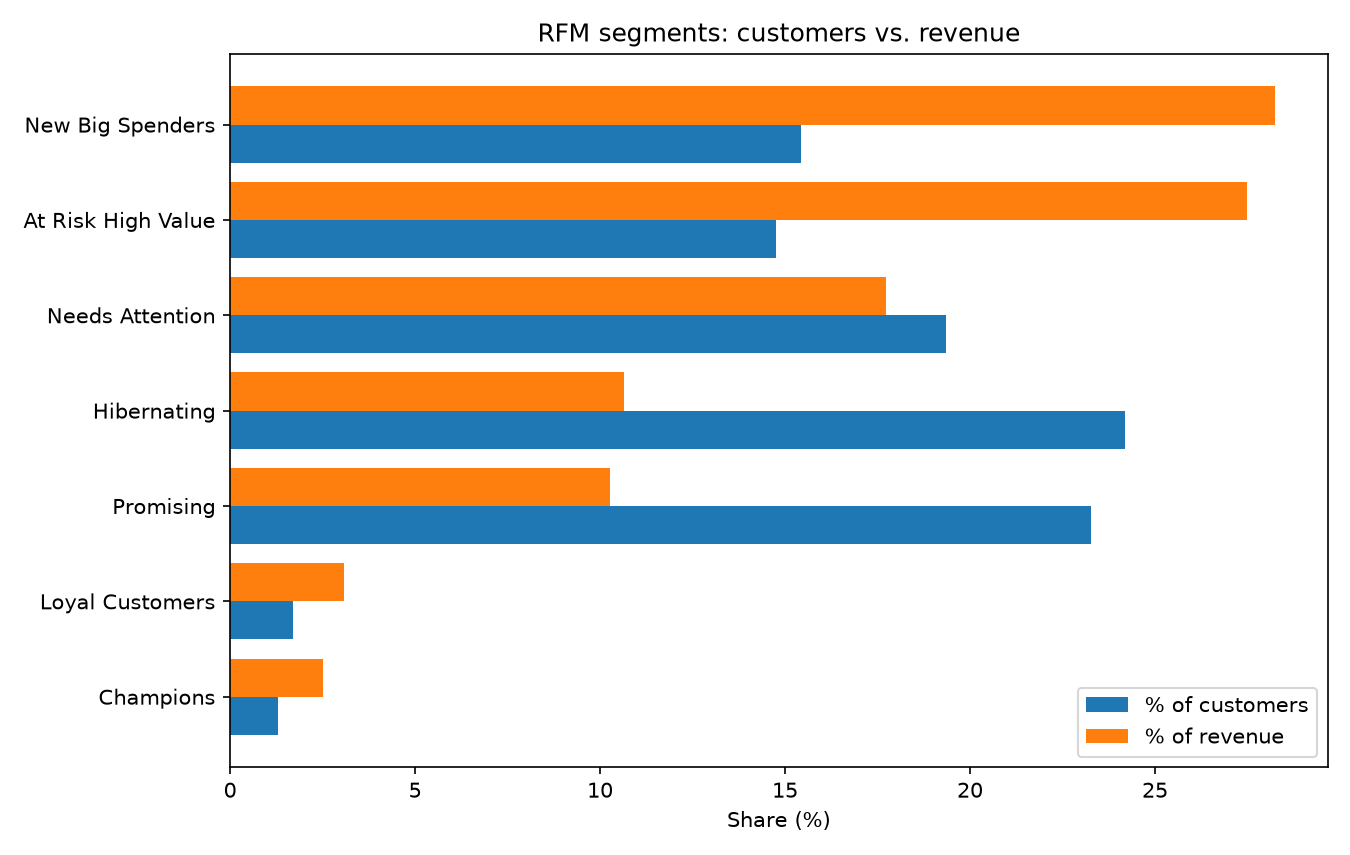 RFM segments: customers vs. revenue
New Big Spenders
At Risk High Value
Needs Attention
Hibernating
Promising
Loyal Customers
Champions
% of customers
% of revenue
0 5 10 15 20 25
Share (%)